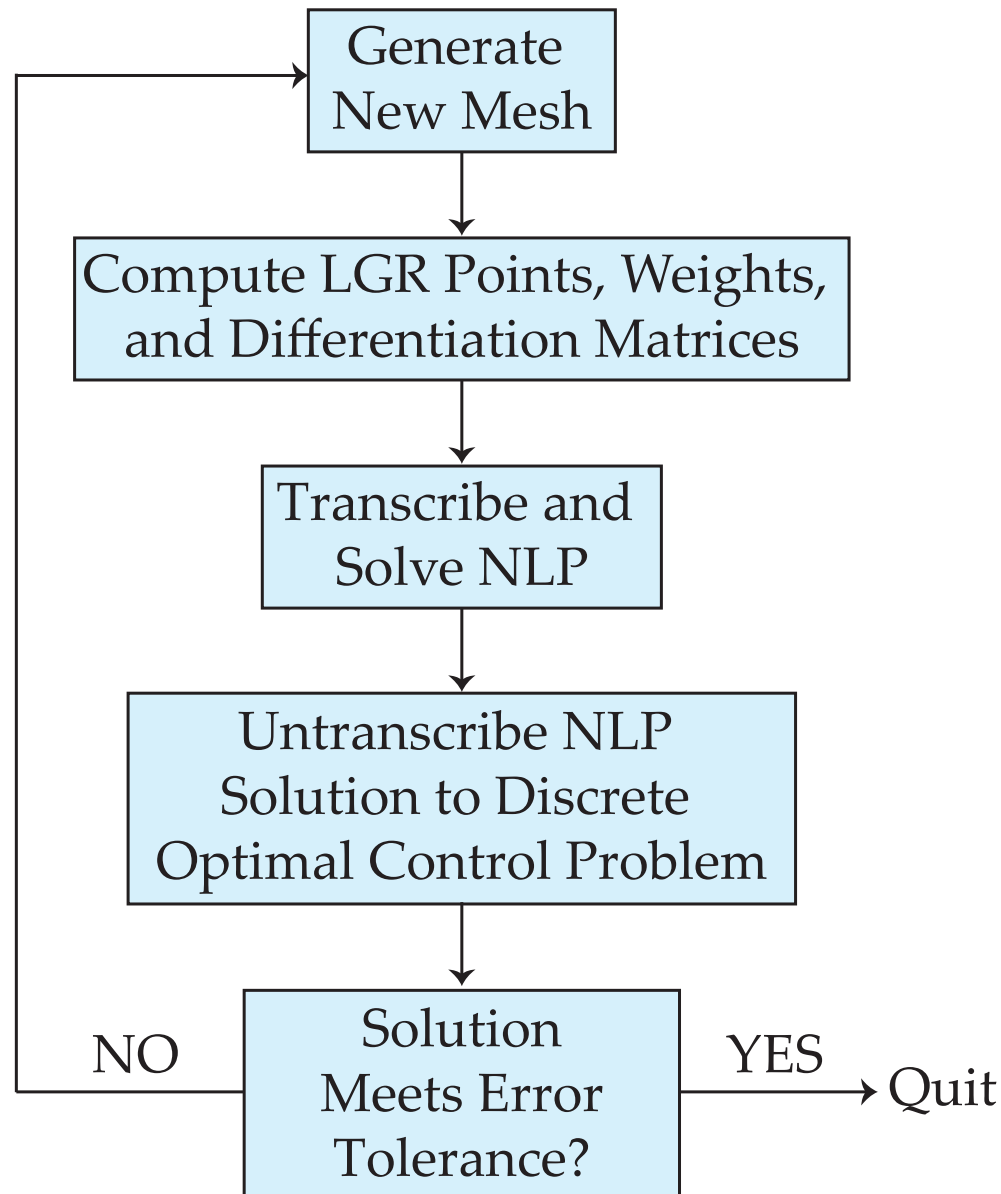 Generate
New Mesh
Compute LGR Points, Weights,
and Differentiation Matrices
Transcribe and
Solve NLP
Untranscribe NLP
Solution to Discrete
Optimal Control Problem
Solution
Meets Error
Tolerance?
NO
YES
Quit